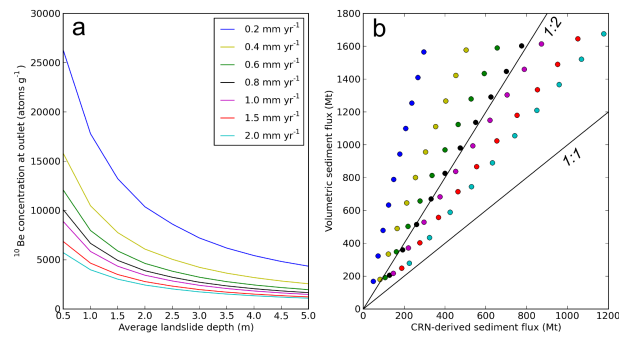 a
30000
25000
20000
15000
10000
5000
0
¹⁰Be concentration at outlet (atoms g⁻¹)
0.5 1.0 1.5 2.0 2.5 3.0 3.5 4.0 4.5 5.0
Average landslide depth (m)
0.2 mm yr⁻¹
0.4 mm yr⁻¹
0.6 mm yr⁻¹
0.8 mm yr⁻¹
1.0 mm yr⁻¹
1.5 mm yr⁻¹
2.0 mm yr⁻¹
b
1800
1600
1400
1200
1000
800
600
400
200
0
Volumetric sediment flux (Mt)
0 200 400 600 800 1000 1200
CRN-derived sediment flux (Mt)
1:2
1:1